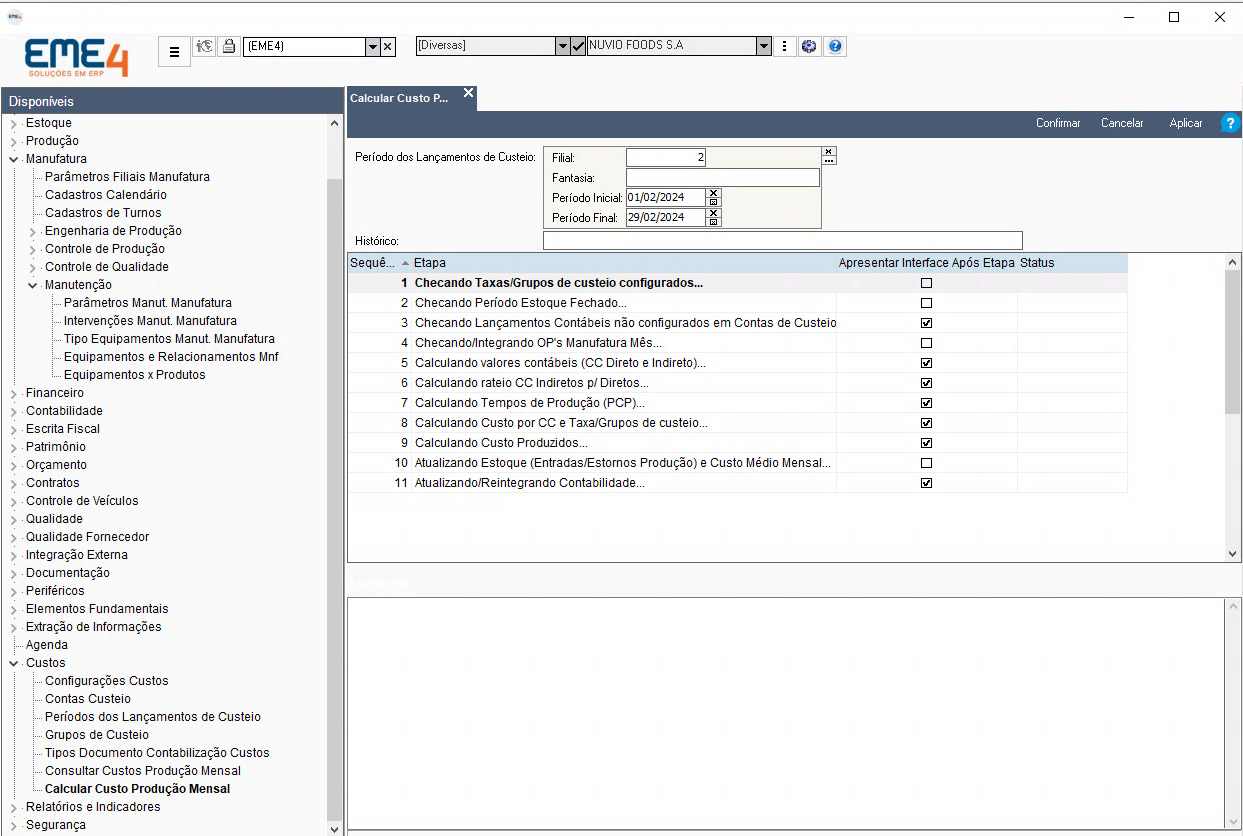 EME4
EME4
SOLUÇÕES EM ERP
(EME4)
[Diversas]
NUVIO FOODS S.A
Disponíveis
Estoque
Produção
Manufatura
Parâmetros Filiais Manufatura
Cadastros Calendário
Cadastros de Turnos
Engenharia de Produção
Controle de Produção
Controle de Qualidade
Manutenção
Parâmetros Manut. Manufatura
Intervenções Manut. Manufatura
Tipo Equipamentos Manut. Manufatura
Equipamentos e Relacionamentos Mnf
Equipamentos x Produtos
Financeiro
Contabilidade
Escrita Fiscal
Patrimônio
Orçamento
Contratos
Controle de Veículos
Qualidade
Qualidade Fornecedor
Integração Externa
Documentação
Periféricos
Elementos Fundamentais
Extração de Informações
Agenda
Custos
Configurações Custos
Contas Custeio
Períodos dos Lançamentos de Custeio
Grupos de Custeio
Tipos Documento Contabilização Custos
Consultar Custos Produção Mensal
Calcular Custo Produção Mensal
Relatórios e Indicadores
Segurança
Calcular Custo P...
Confirmar Cancelar Aplicar ?
Período dos Lançamentos de Custeio:
Filial: 2
Fantasia:
Período Inicial: 01/02/2024
Período Final: 29/02/2024
Histórico:
Sequê... Etapa Apresentar Interface Após Etapa Status
1 Checando Taxas/Grupos de custeio configurados...
2 Checando Período Estoque Fechado...
3 Checando Lançamentos Contábeis não configurados em Contas de Custeio
4 Checando/Integrando OP's Manufatura Mês...
5 Calculando valores contábeis (CC Direto e Indireto)...
6 Calculando rateio CC Indiretos p/ Diretos...
7 Calculando Tempos de Produção (PCP)...
8 Calculando Custo por CC e Taxa/Grupos de custeio...
9 Calculando Custo Produzidos...
10 Atualizando Estoque (Entradas/Estornos Produção) e Custo Médio Mensal...
11 Atualizando/Reintegrando Contabilidade...